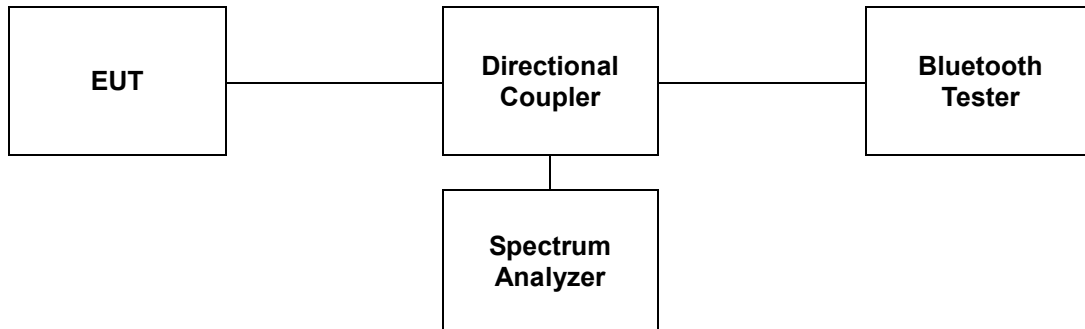 EUT
Directional
Coupler
Bluetooth
Tester
Spectrum
Analyzer